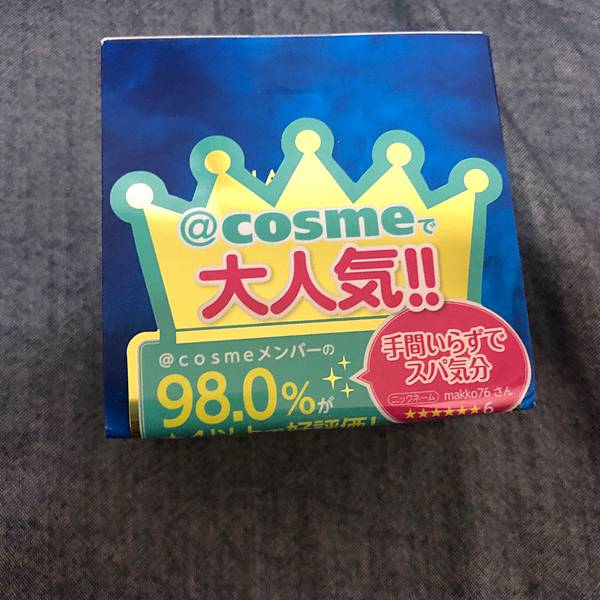 @cosmeで
大人気!!
@cosmeメンバーの
98.0%が
手間いらずで
スパ気分
ニックネーム makko76 さん
★★★★★★6